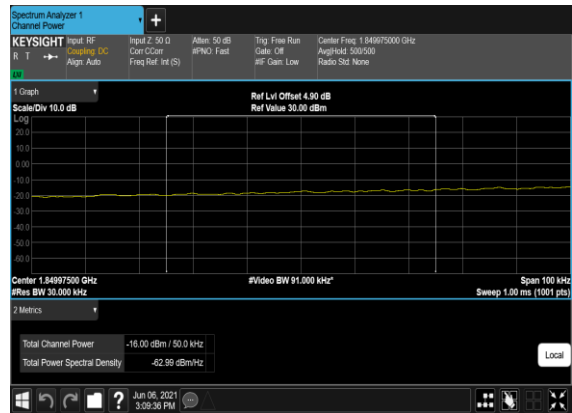 Spectrum Analyzer 1
Channel Power
+
KEYSIGHT
R T
LW
Input: RF
Coupling: DC
Align: Auto
Input Z: 50 Ω
Corr CCorr
Freq Ref: Int (S)
Atten: 50 dB
#PNO: Fast
Trig: Free Run
Gate: Off
#IF Gain: Low
Center Freq: 1.849975000 GHz
Avg|Hold: 500/500
Radio Std: None
1 Graph
Scale/Div 10.0 dB
Ref Lvl Offset 4.90 dB
Ref Value 30.00 dBm
Log
20.0
10.0
0.00
-10.0
-20.0
-30.0
-40.0
-50.0
-60.0
Center 1.84997500 GHz
#Res BW 30.000 kHz
#Video BW 91.000 kHz*
Span 100 kHz
Sweep 1.00 ms (1001 pts)
2 Metrics
Total Channel Power -16.00 dBm / 50.0 kHz
Total Power Spectral Density -62.99 dBm/Hz
Local
?
Jun 06, 2021
3:09:36 PM